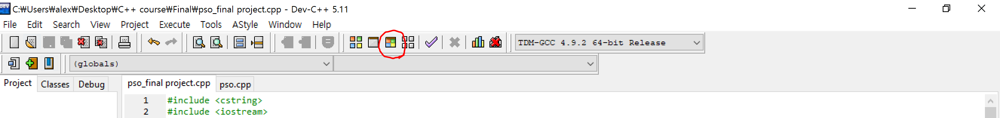 C:₩Users₩alex₩Desktop₩C++ course₩Final₩pso_final project.cpp - Dev-C++ 5.11
File Edit Search View Project Execute Tools AStyle Window Help
TDM-GCC 4.9.2 64-bit Release
(globals)
Project Classes Debug pso_final project.cpp pso.cpp
1 #include <cstring>
2 #include <iostream>